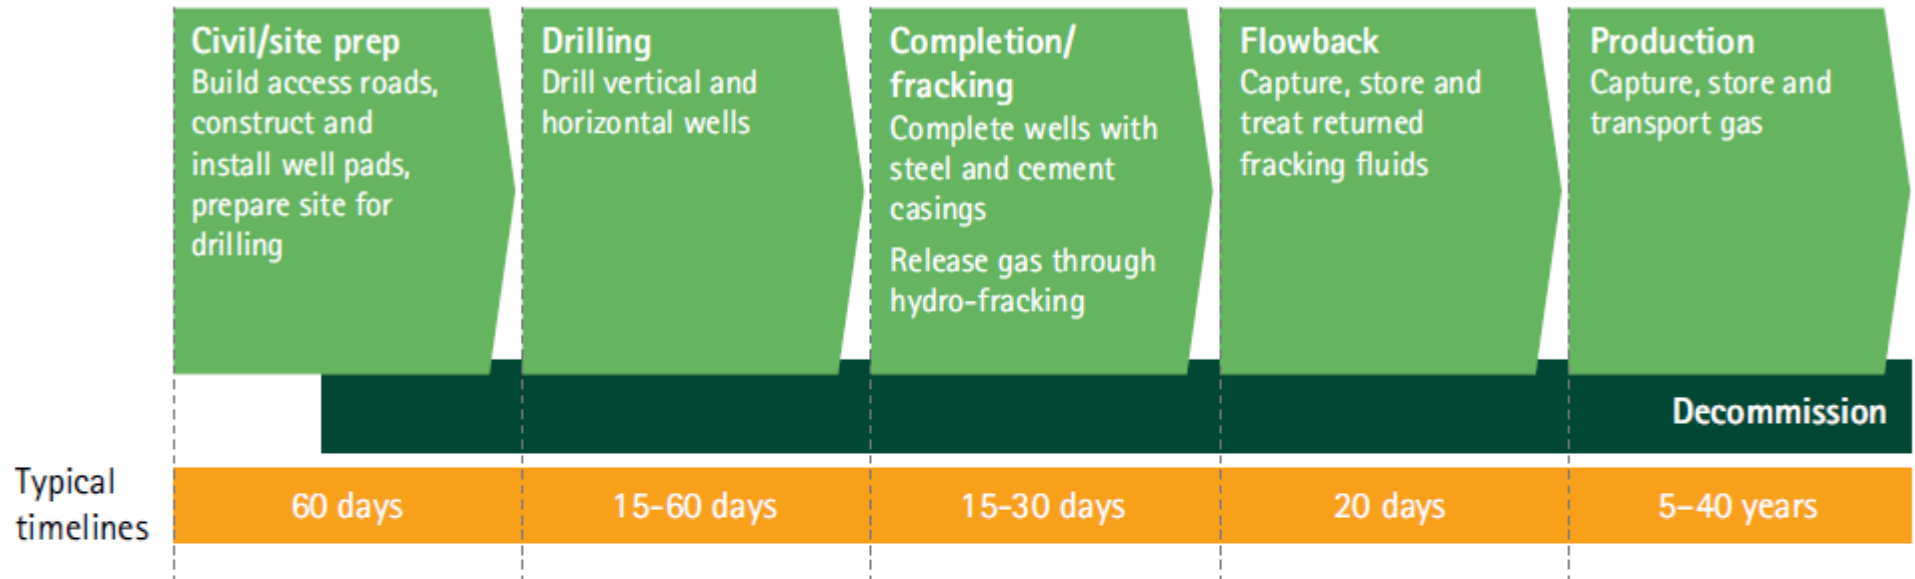 Civil/site prep
Build access roads,
construct and
install well pads,
prepare site for
drilling
Drilling
Drill vertical and
horizontal wells
Completion/
fracking
Complete wells with
steel and cement
casings
Release gas through
hydro-fracking
Flowback
Capture, store and
treat returned
fracking fluids
Production
Capture, store and
transport gas
Decommission
Typical
timelines
60 days
15-60 days
15-30 days
20 days
5–40 years